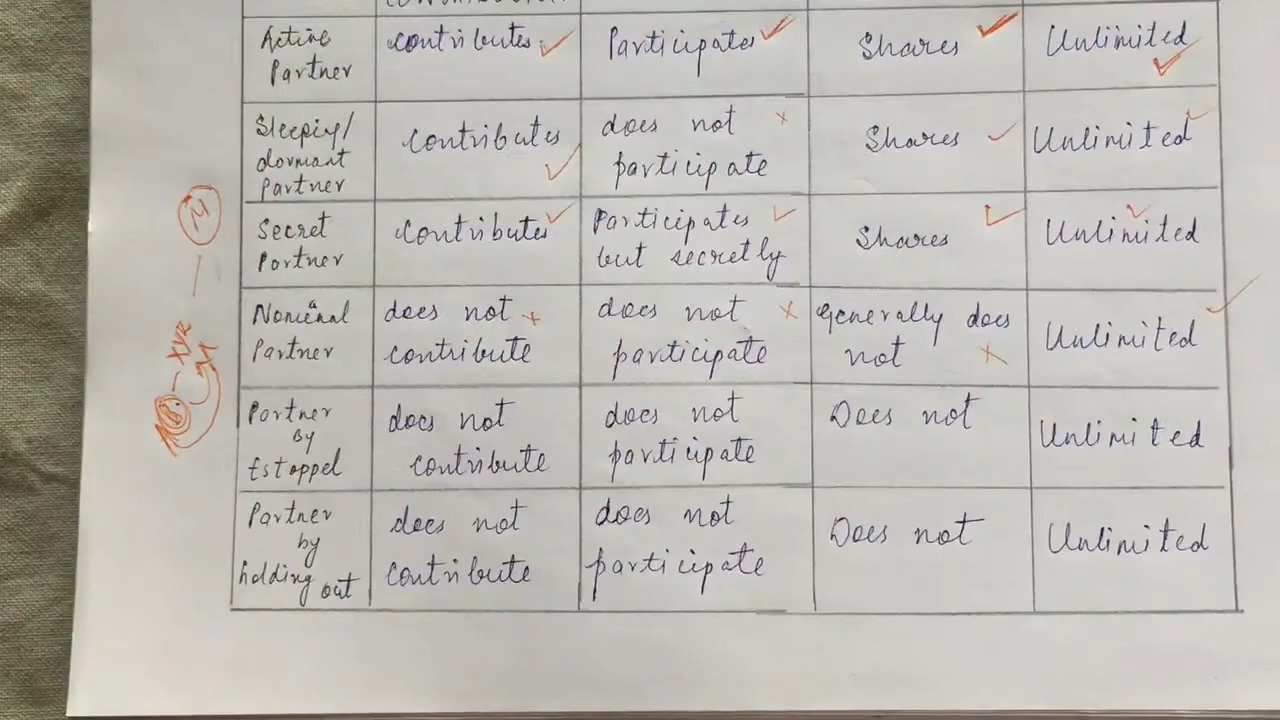 Active
Partner
contributes
Participates
Shares
Unlimited
Sleeping/
dormant
Partner
contributes
does not
participate
Shares
Unlimited
Secret
Partner
contributes
Participates
but secretly
Shares
Unlimited
Nominal
Partner
does not
contribute
does not
participate
Generally does
not
Unlimited
Partner
by
Estoppel
does not
contribute
does not
participate
Does not
Unlimited
Partner
by
holding out
does not
contribute
does not
participate
Does not
Unlimited